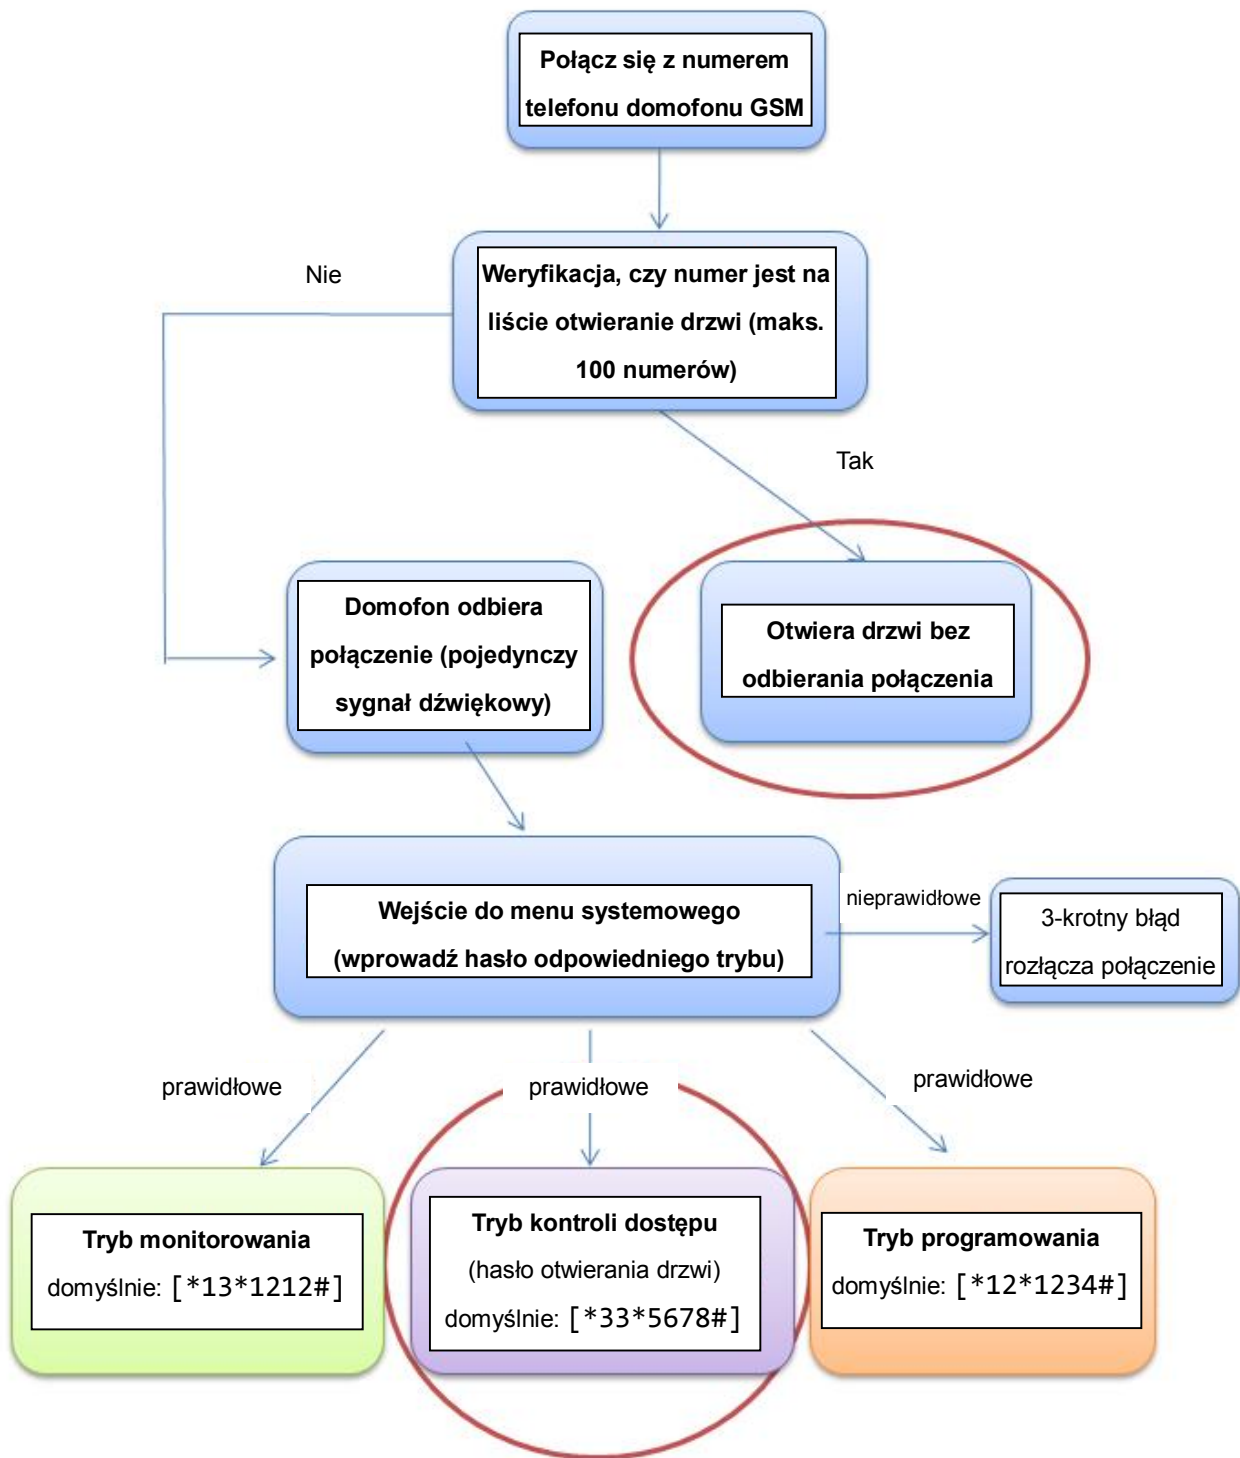 Połącz się z numerem
telefonu domofonu GSM
Nie
Weryfikacja, czy numer jest na
liście otwieranie drzwi (maks.
100 numerów)
Tak
Domofon odbiera
połączenie (pojedynczy
sygnał dźwiękowy)
Otwiera drzwi bez
odbierania połączenia
Wejście do menu systemowego
(wprowadź hasło odpowiedniego trybu)
nieprawidłowe
3-krotny błąd
rozłącza połączenie
prawidłowe
prawidłowe
prawidłowe
Tryb monitorowania
domyślnie: [*13*1212#]
Tryb kontroli dostępu
(hasło otwierania drzwi)
domyślnie: [*33*5678#]
Tryb programowania
domyślnie: [*12*1234#]